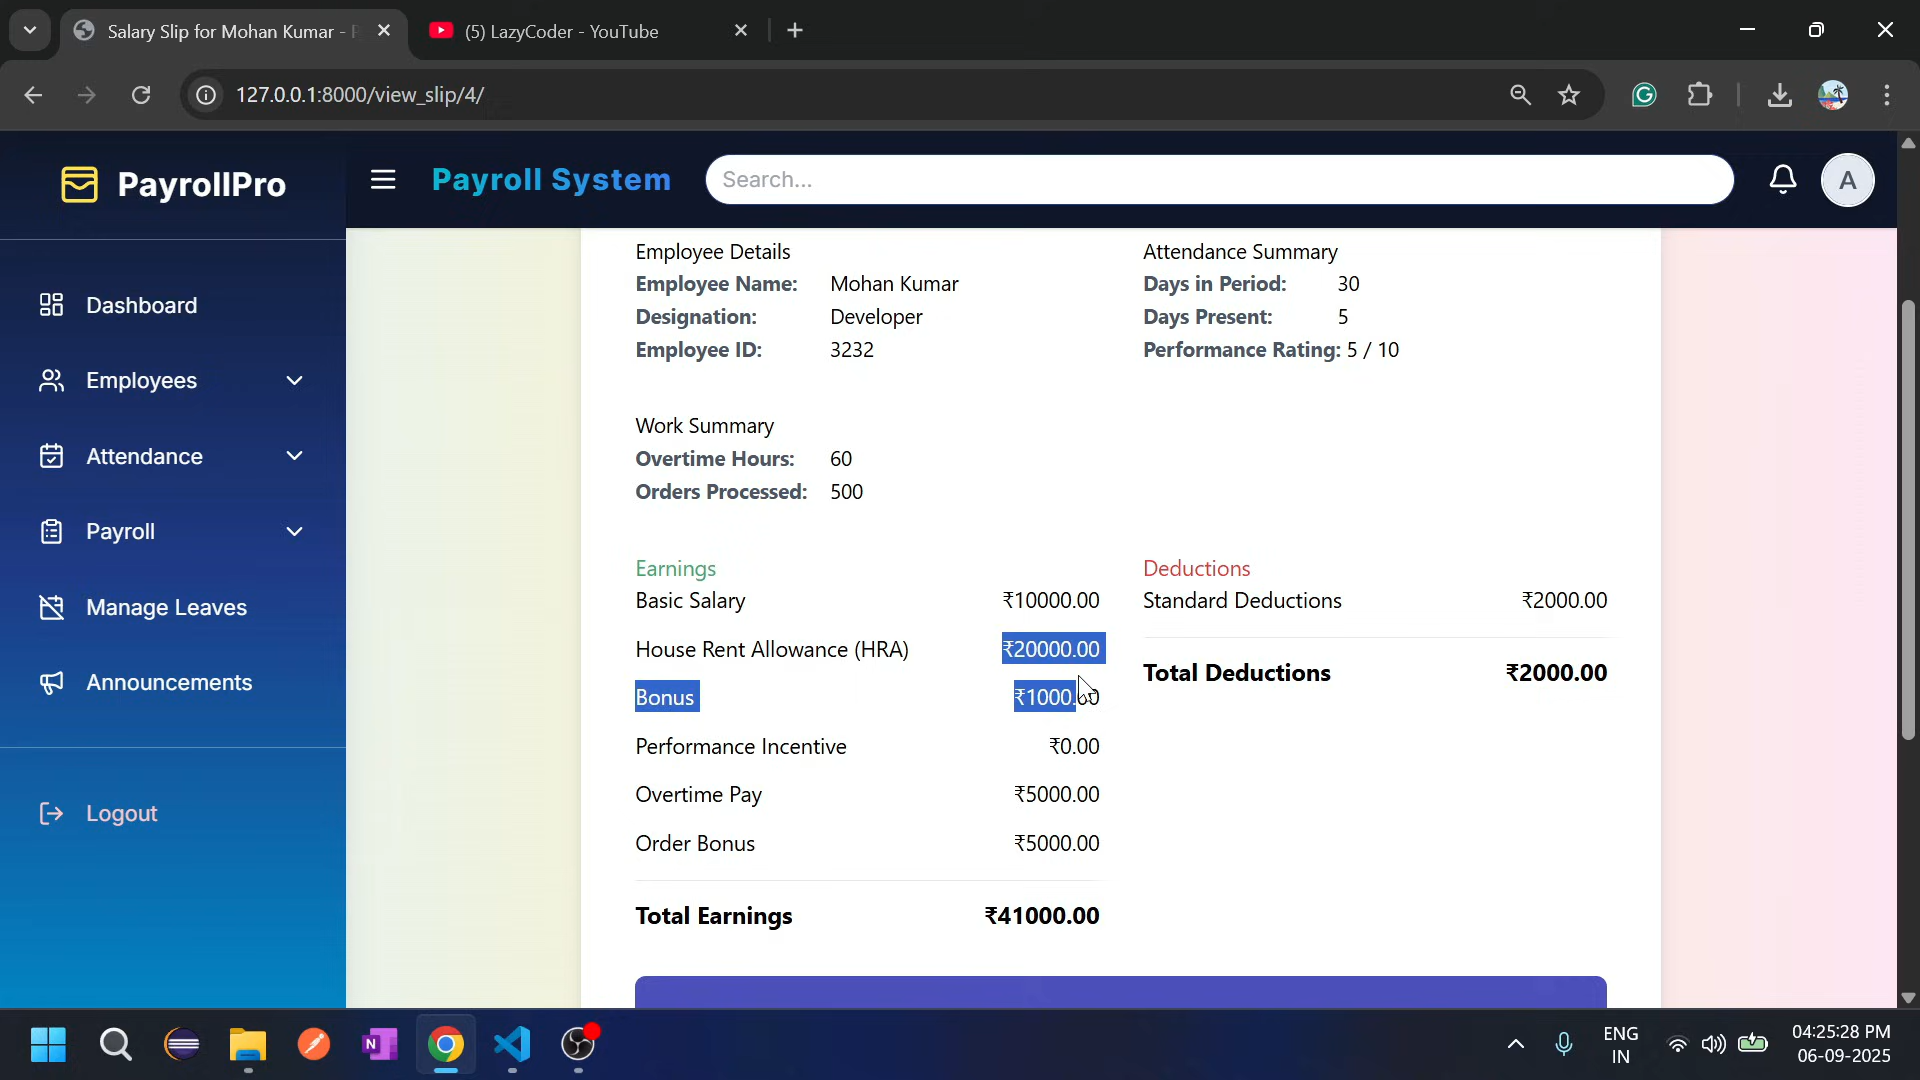 Salary Slip for Mohan Kumar -
(5) LazyCoder - YouTube
127.0.0.1:8000/view_slip/4/
PayrollPro
Payroll System
Search...
A
Dashboard
Employees
Attendance
Payroll
Manage Leaves
Announcements
Logout
Employee Details
Employee Name: Mohan Kumar
Designation: Developer
Employee ID: 3232
Attendance Summary
Days in Period: 30
Days Present: 5
Performance Rating: 5 / 10
Work Summary
Overtime Hours: 60
Orders Processed: 500
Earnings
Basic Salary ₹10000.00
House Rent Allowance (HRA) ₹20000.00
Bonus ₹1000.00
Performance Incentive ₹0.00
Overtime Pay ₹5000.00
Order Bonus ₹5000.00
Total Earnings ₹41000.00
Deductions
Standard Deductions ₹2000.00
Total Deductions ₹2000.00
N
ENG
IN
04:25:28 PM
06-09-2025